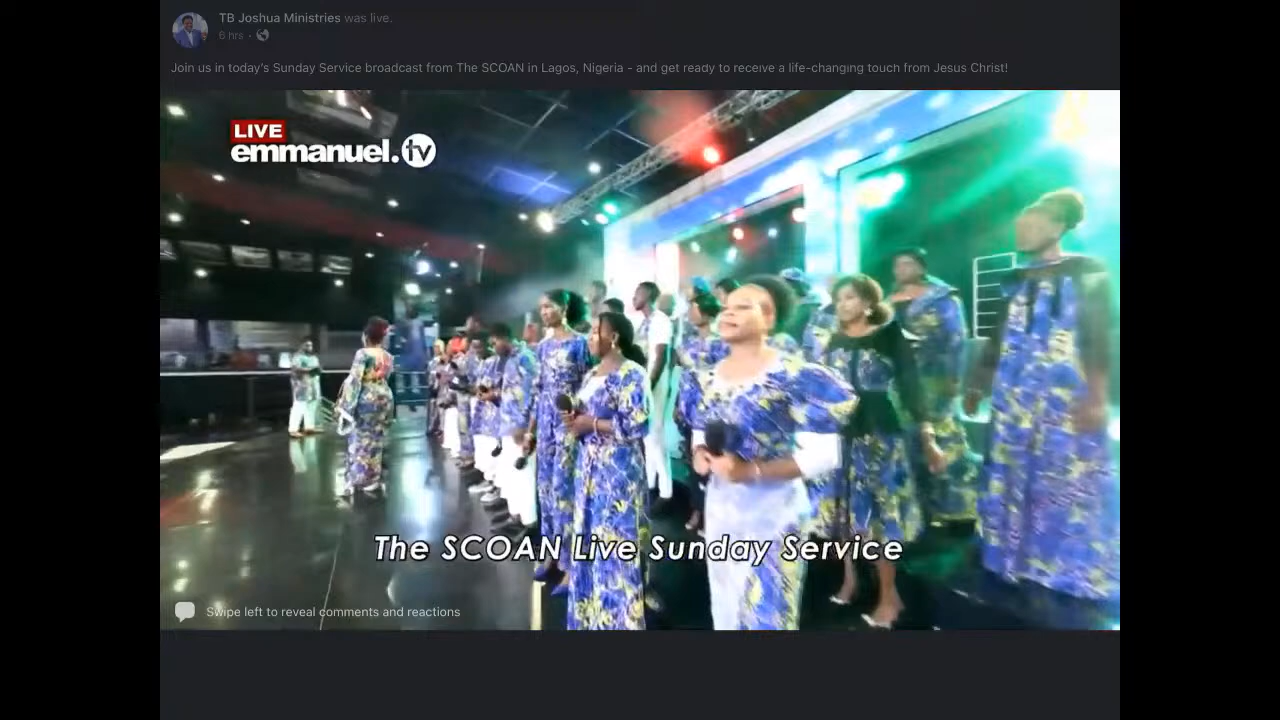 TB Joshua Ministries was live.
6 hrs ·
Join us in today's Sunday Service broadcast from The SCOAN in Lagos, Nigeria - and get ready to receive a life-changing touch from Jesus Christ!
LIVE
emmanuel.tv
The SCOAN Live Sunday Service
Swipe left to reveal comments and reactions